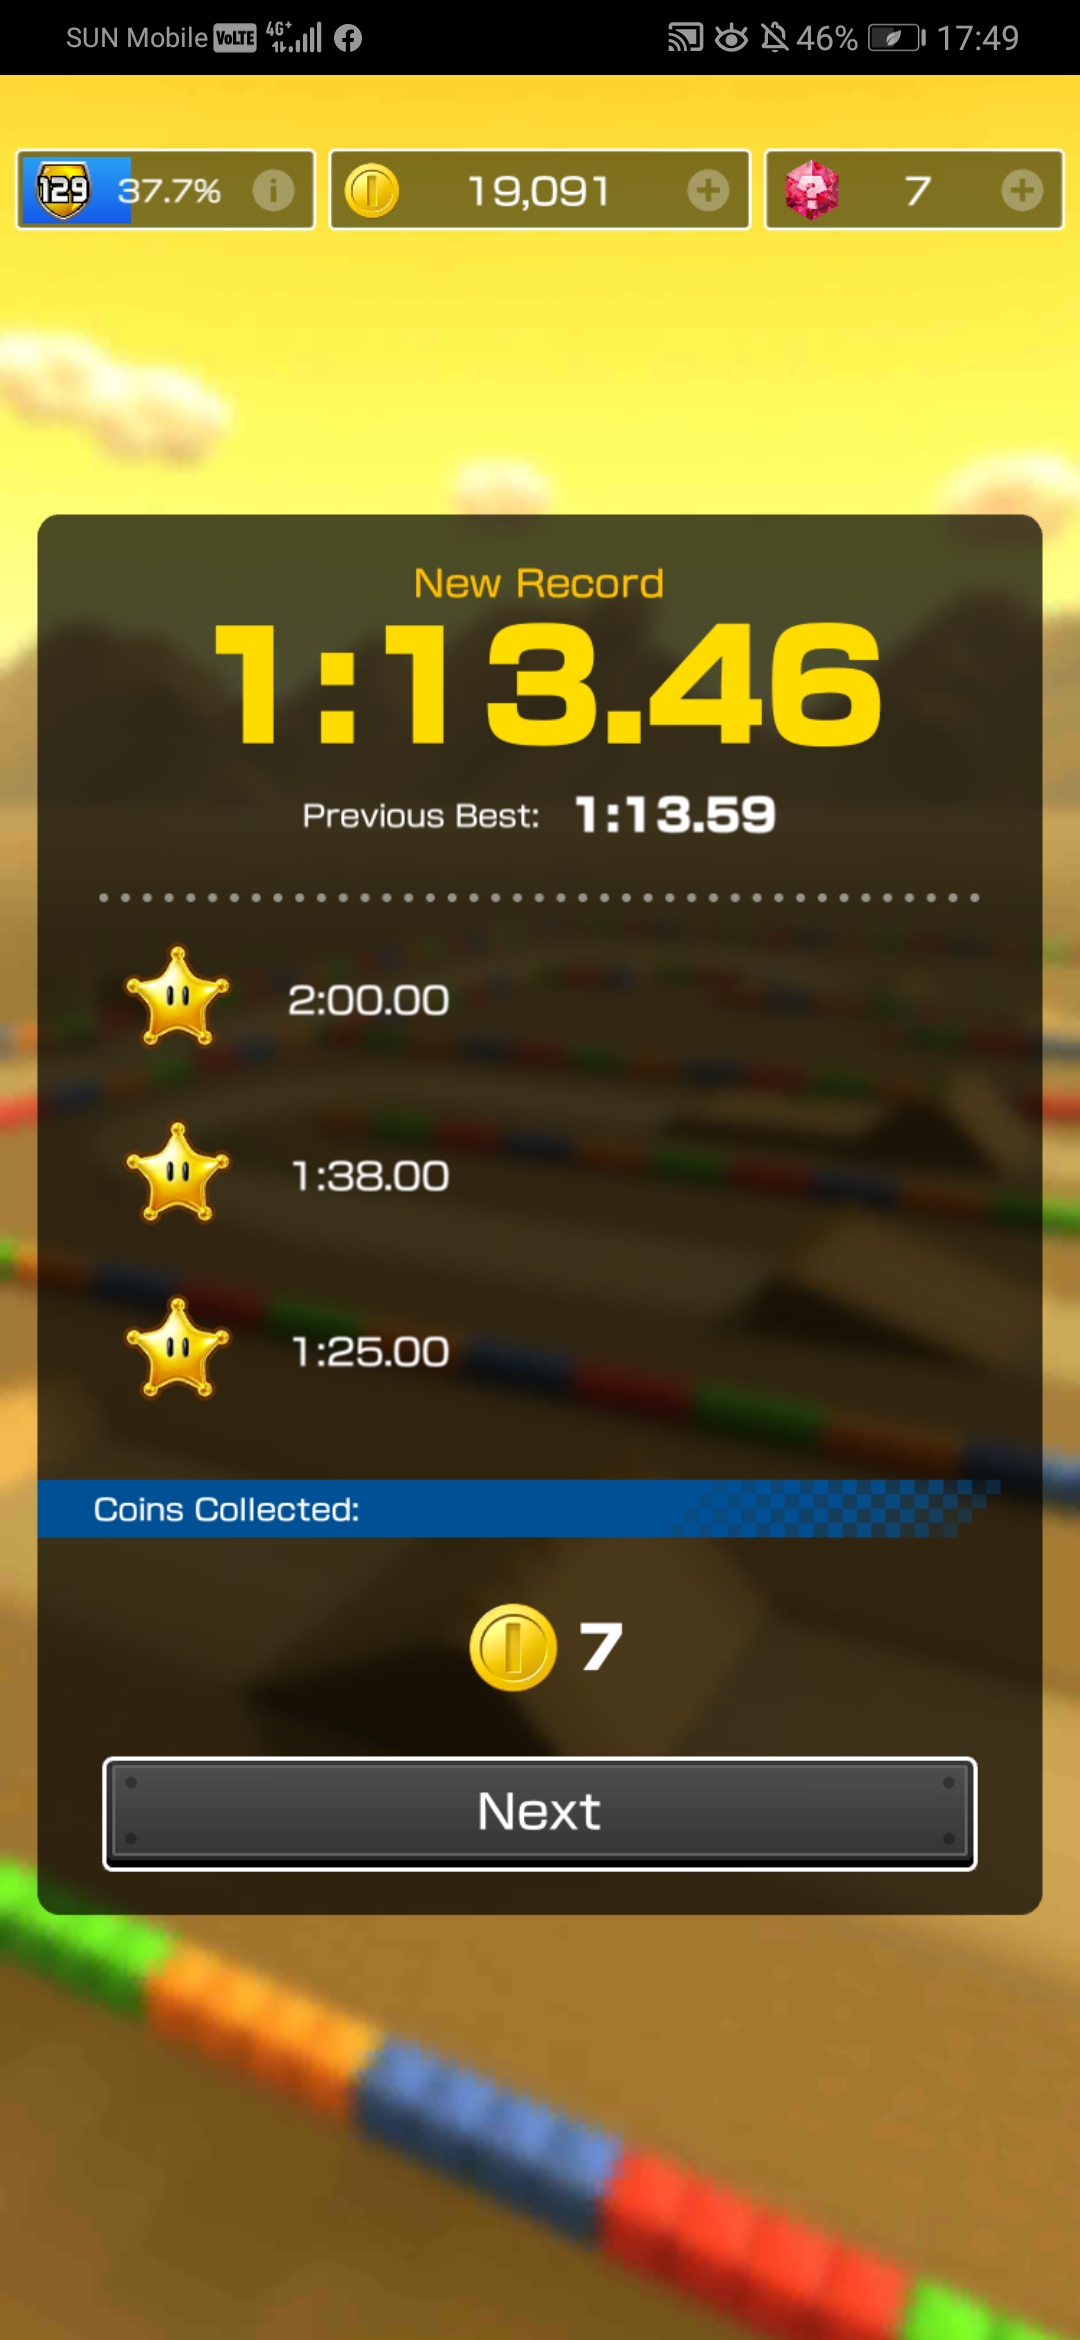 SUN Mobile VoLTE 4G+ 46% 17:49
129 37.7% i 19,091 + 7 +
New Record
1:13.46
Previous Best: 1:13.59
2:00.00
1:38.00
1:25.00
Coins Collected:
7
Next